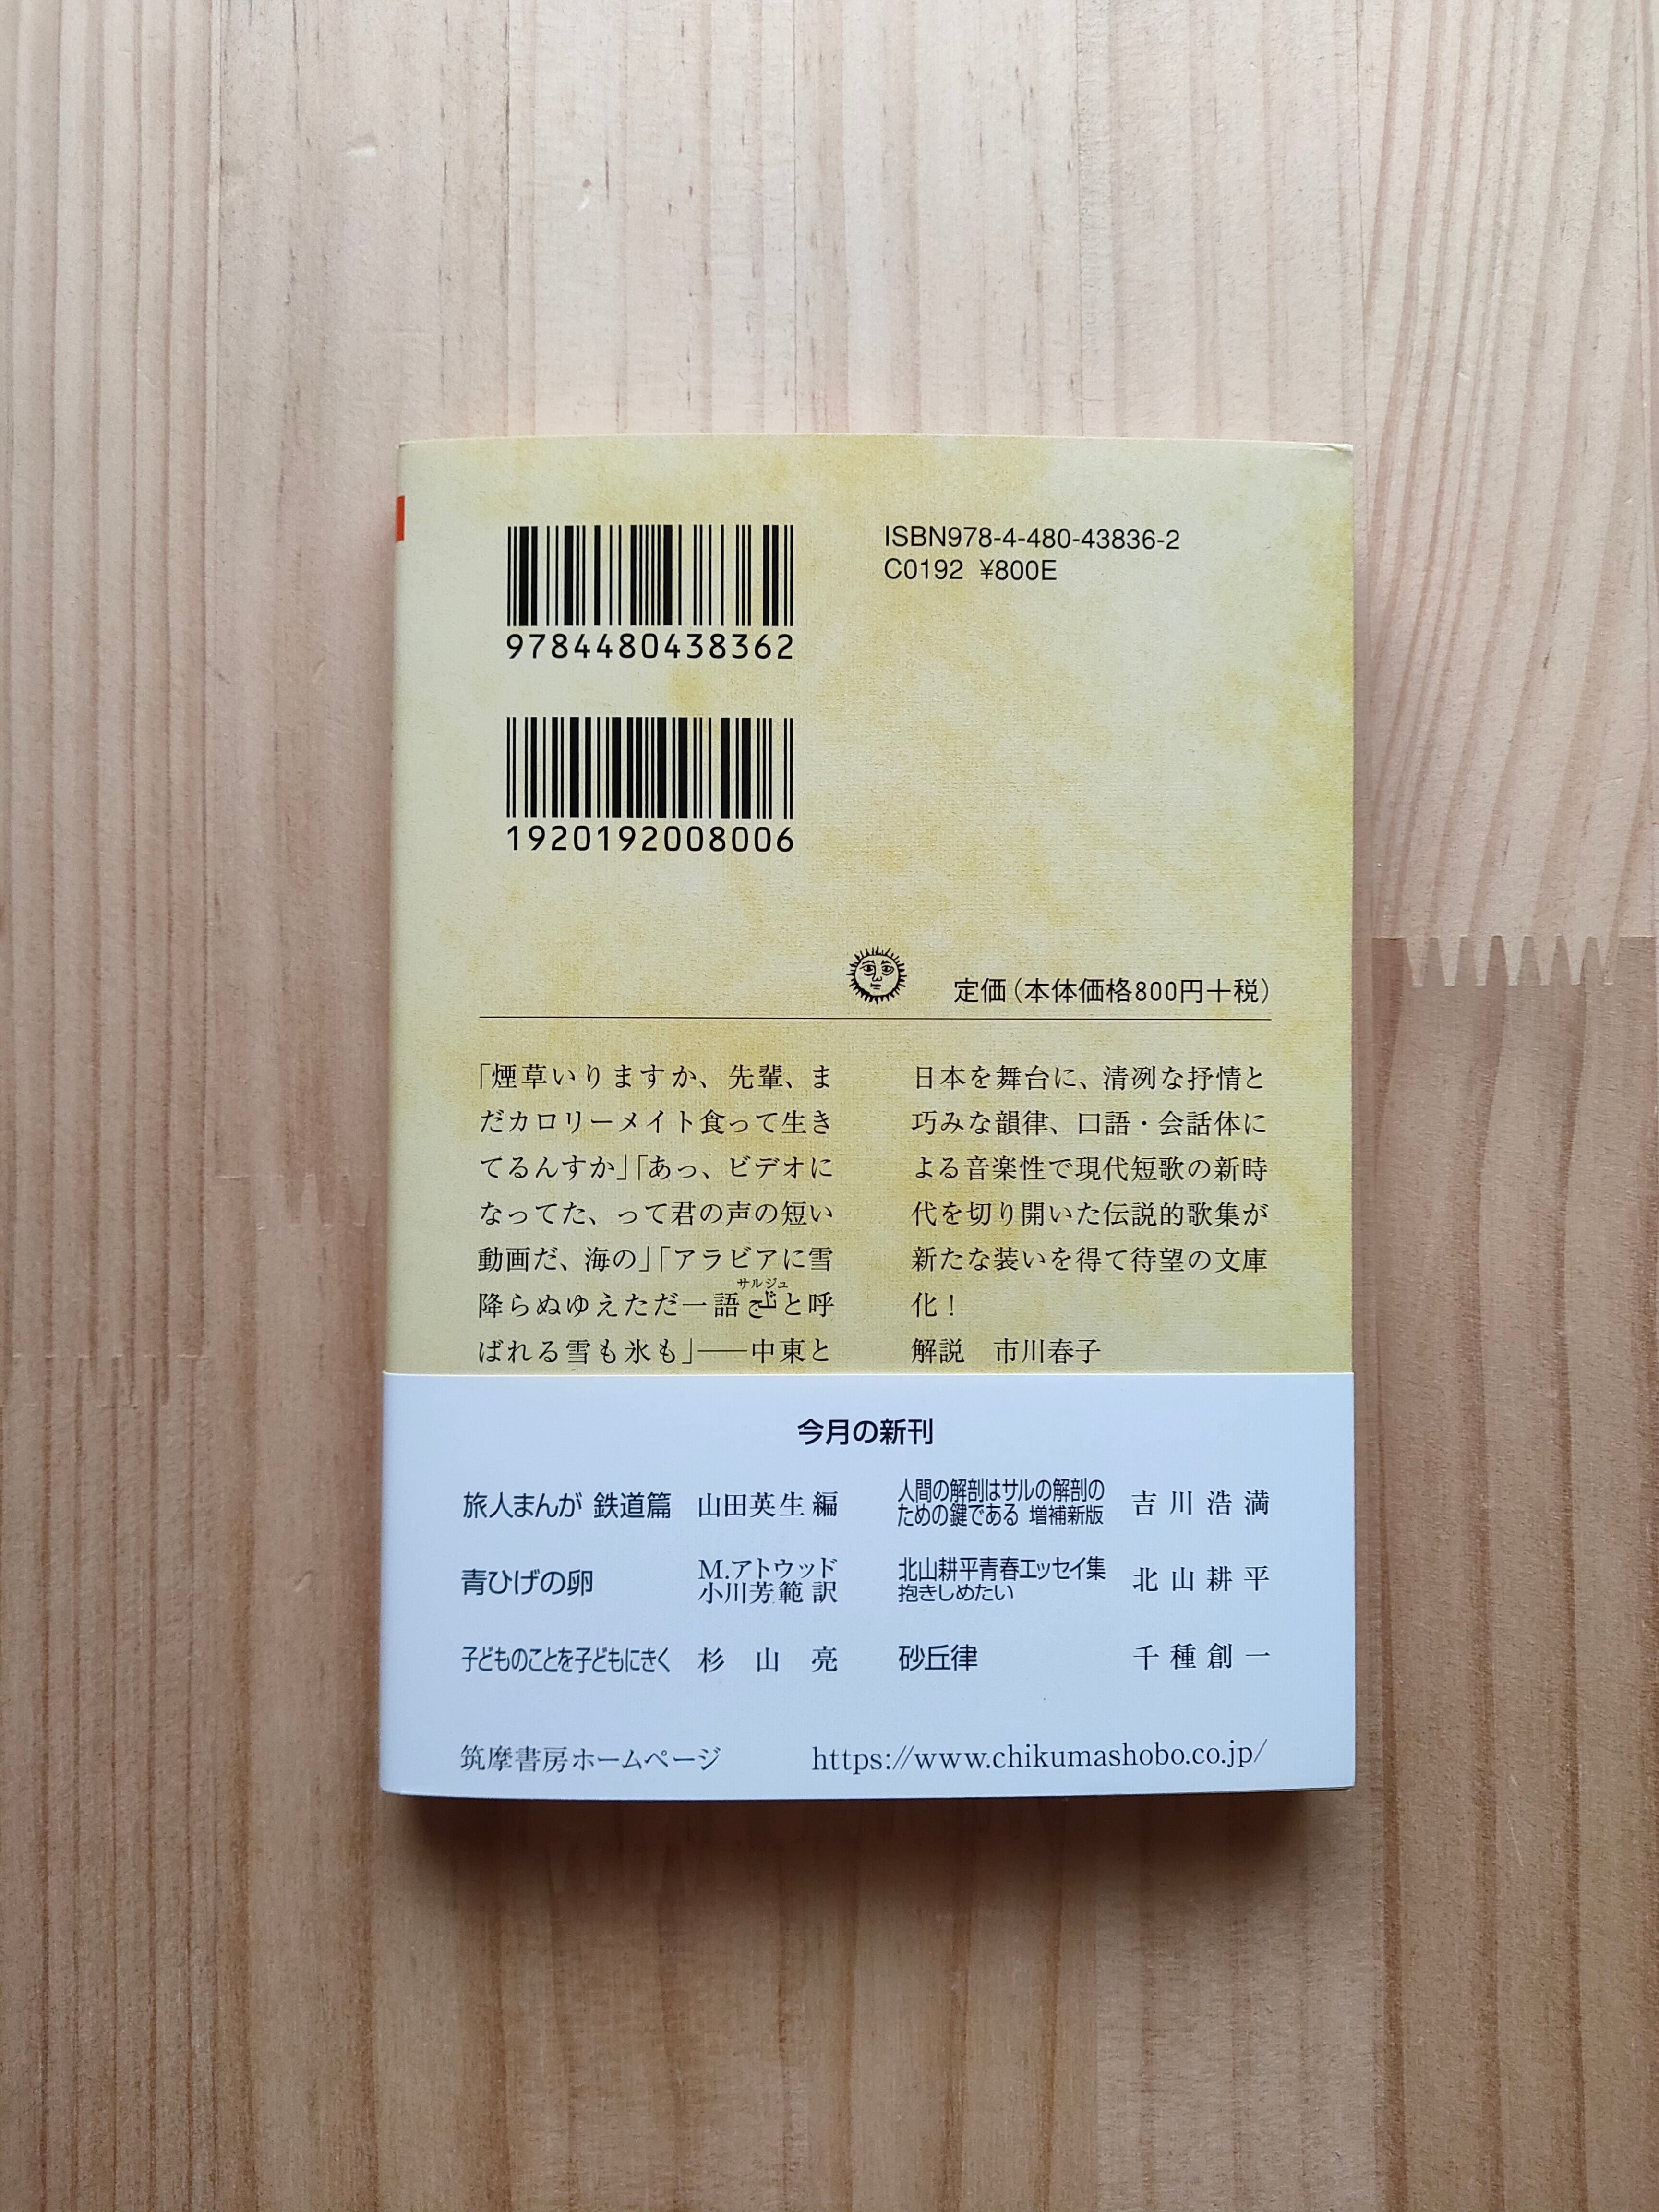 9784480438362
1920192008006
ISBN978-4-480-43836-2
C0192 ¥800E
定価(本体価格800円+税)
「煙草いりますか、先輩、ま
だカロリーメイト食って生き
てるんすか」「あっ、ビデオに
なってた、って君の声の短い
動画だ、海の」「アラビアに雪
サルジュ
降らぬゆえただ一語ثلجと呼
ばれる雪も氷も」――中東と
日本を舞台に、清冽な抒情と
巧みな韻律、口語・会話体に
よる音楽性で現代短歌の新時
代を切り開いた伝説的歌集が
新たな装いを得て待望の文庫
化!
解説 市川春子
今月の新刊
旅人まんが 鉄道篇 山田英生 編
青ひげの卵 M.アトウッド
小川芳範 訳
子どものことを子どもにきく 杉山亮
人間の解剖はサルの解剖の
ための鍵である 増補新版 吉川浩満
北山耕平青春エッセイ集
抱きしめたい 北山耕平
砂丘律 千種創一
筑摩書房ホームページ https://www.chikumashobo.co.jp/